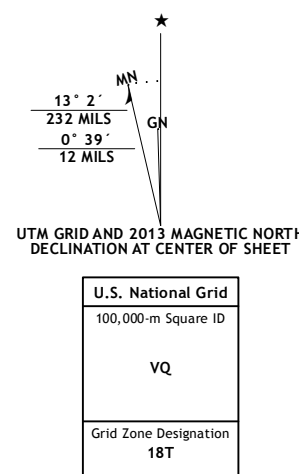 ★
MN
GN
13° 2´
232 MILS
0° 39´
12 MILS
UTM GRID AND 2013 MAGNETIC NORTH
DECLINATION AT CENTER OF SHEET
U.S. National Grid
100,000-m Square ID
VQ
Grid Zone Designation
18T